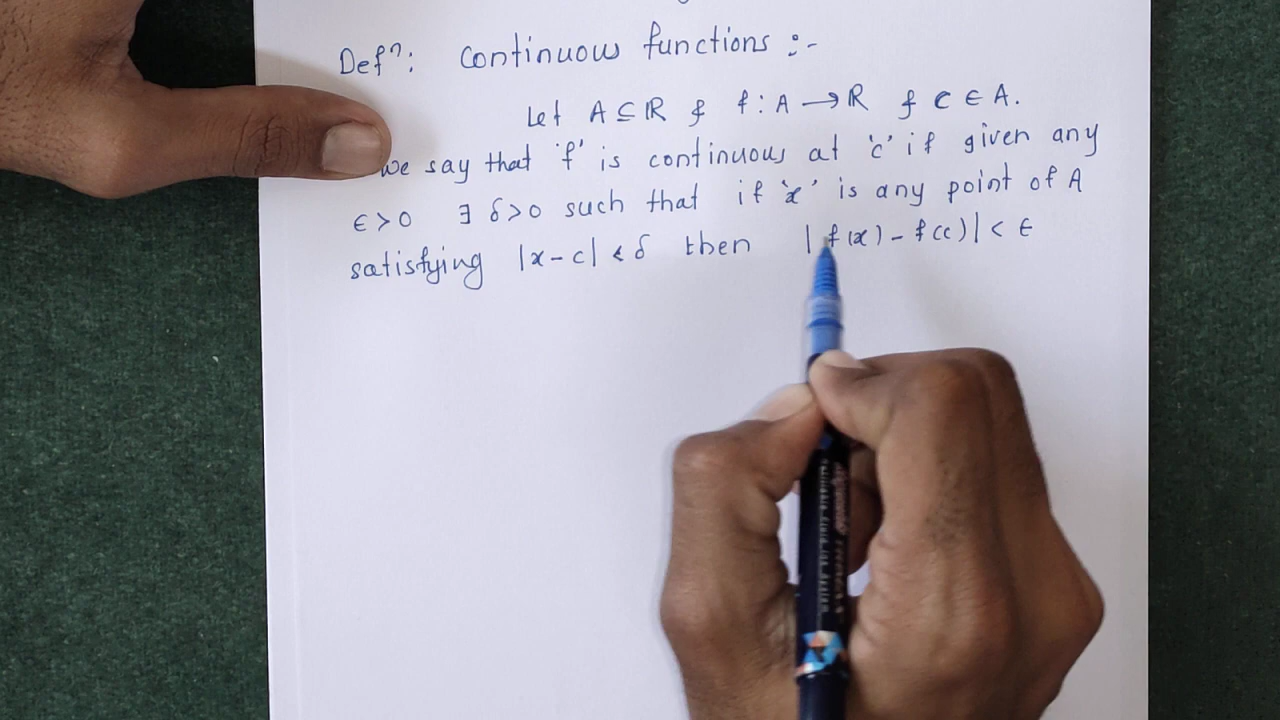 Defⁿ: Continuous functions :-
Let A ⊆ ℝ & f : A → ℝ & c ∈ A.
We say that 'f' is continuous at 'c' if given any
ϵ > 0 ∃ δ > 0 such that if 'x' is any point of A
satisfying |x - c| < δ then |f(x) - f(c)| < ϵ